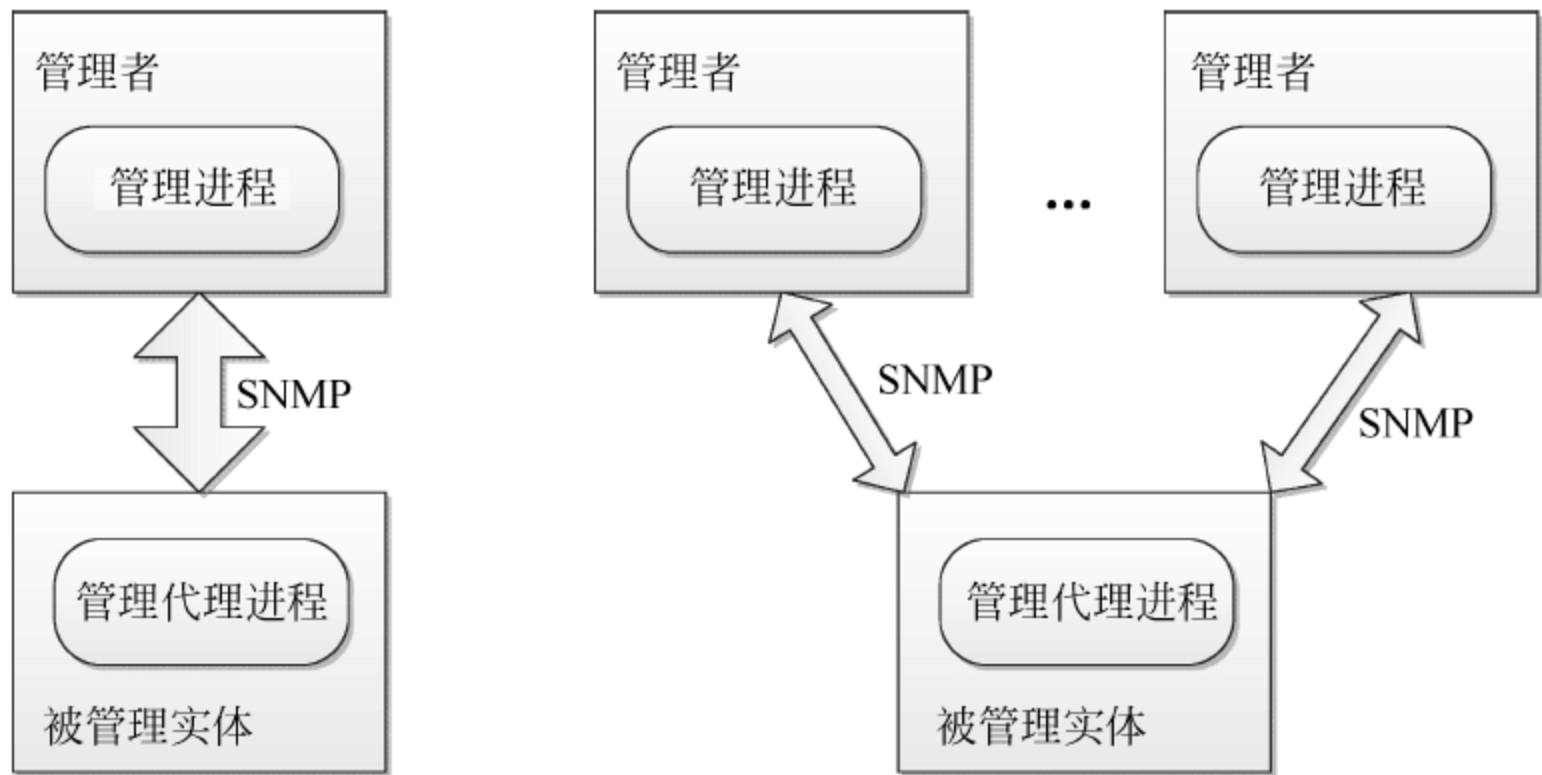 管理者
管理进程
SNMP
管理代理进程
被管理实体
管理者
管理进程
...
管理者
管理进程
SNMP
SNMP
管理代理进程
被管理实体